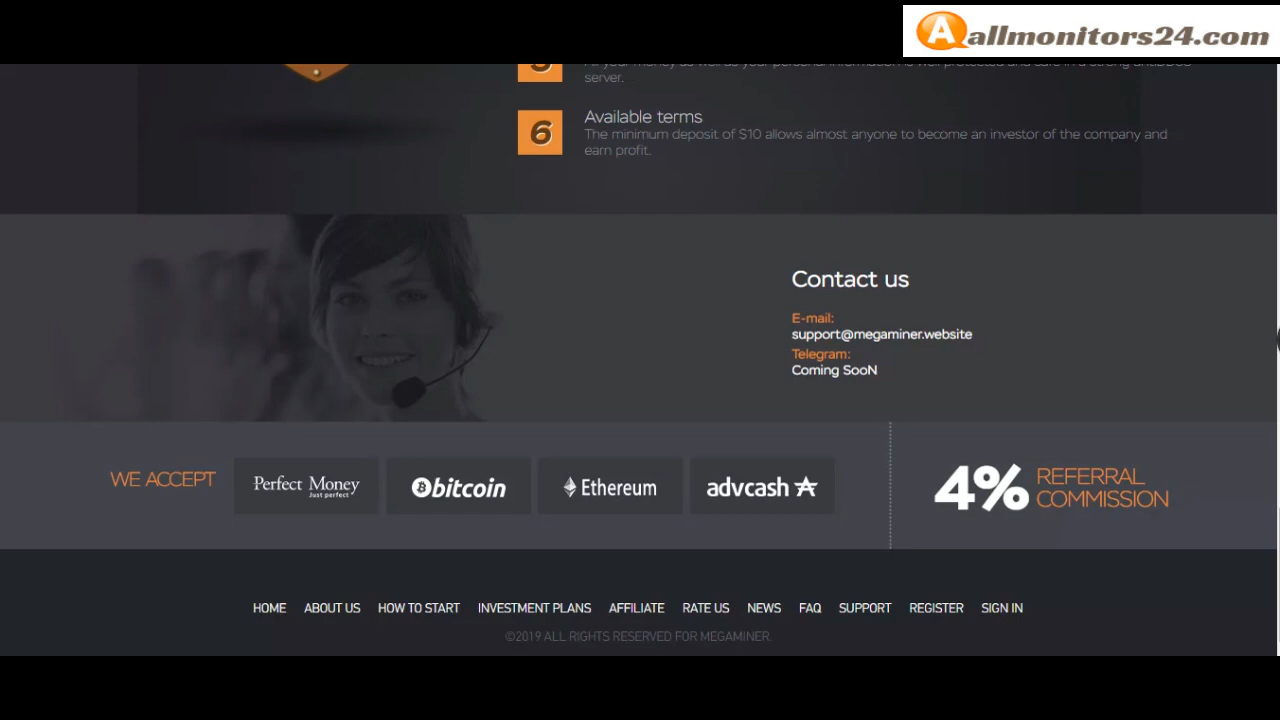 Aallmonitors24.com
server.
6
Available terms
The minimum deposit of $10 allows almost anyone to become an investor of the company and
earn profit.
Contact us
E-mail:
support@megaminer.website
Telegram:
Coming SooN
WE ACCEPT
Perfect Money
Just perfect
bitcoin
Ethereum
advcash
4% REFERRAL
COMMISSION
HOME ABOUT US HOW TO START INVESTMENT PLANS AFFILIATE RATE US NEWS FAQ SUPPORT REGISTER SIGN IN
©2019 ALL RIGHTS RESERVED FOR MEGAMINER.